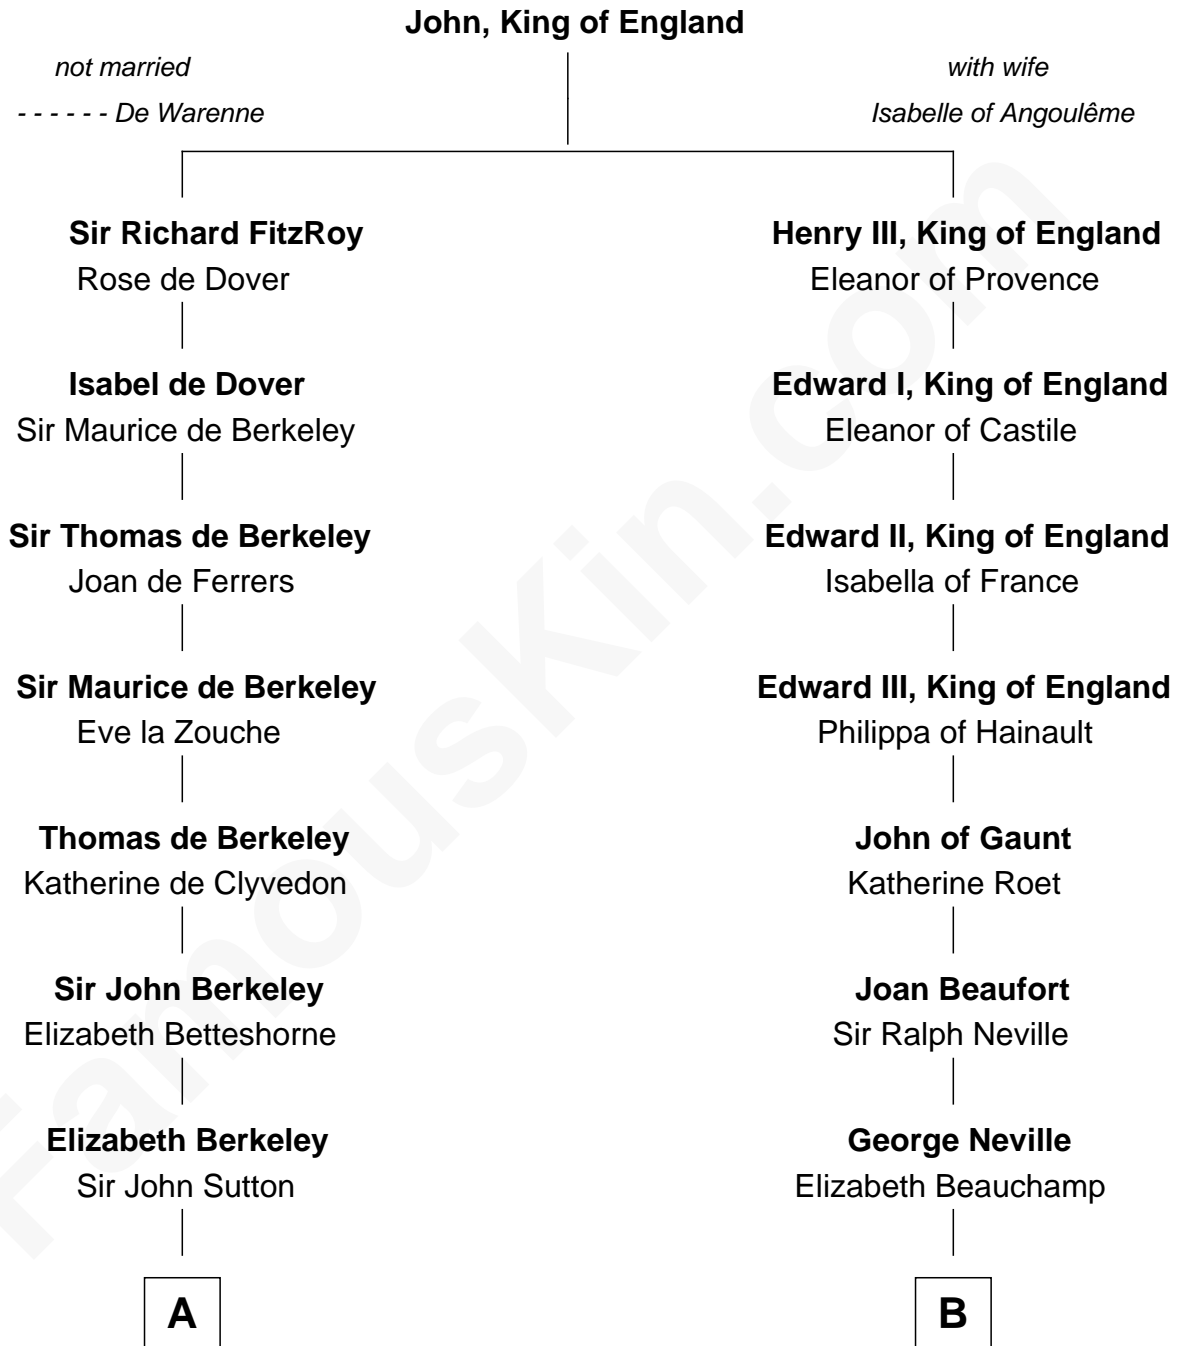 John, King of England
not married
with wife
- - - - - - De Warenne
Isabelle of Angoulême
Sir Richard FitzRoy
Rose de Dover
Henry III, King of England
Eleanor of Provence
Isabel de Dover
Sir Maurice de Berkeley
Edward I, King of England
Eleanor of Castile
Sir Thomas de Berkeley
Joan de Ferrers
Edward II, King of England
Isabella of France
Sir Maurice de Berkeley
Eve la Zouche
Edward III, King of England
Philippa of Hainault
Thomas de Berkeley
Katherine de Clyvedon
John of Gaunt
Katherine Roet
Sir John Berkeley
Elizabeth Betteshorne
Joan Beaufort
Sir Ralph Neville
Elizabeth Berkeley
Sir John Sutton
George Neville
Elizabeth Beauchamp
A
B
FamousKin.com